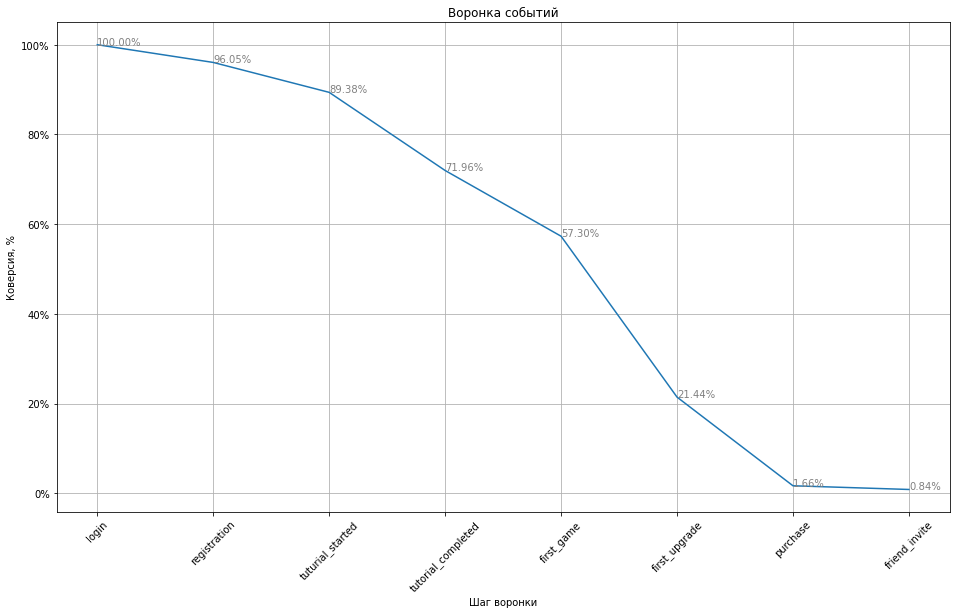 Воронка событий
100%
80%
60%
40%
20%
0%
Коверсия, %
100.00%
96.05%
89.38%
71.96%
57.30%
21.44%
1.66%
0.84%
login
registration
tuturial_started
tutorial_completed
first_game
first_upgrade
purchase
friend_invite
Шаг воронки